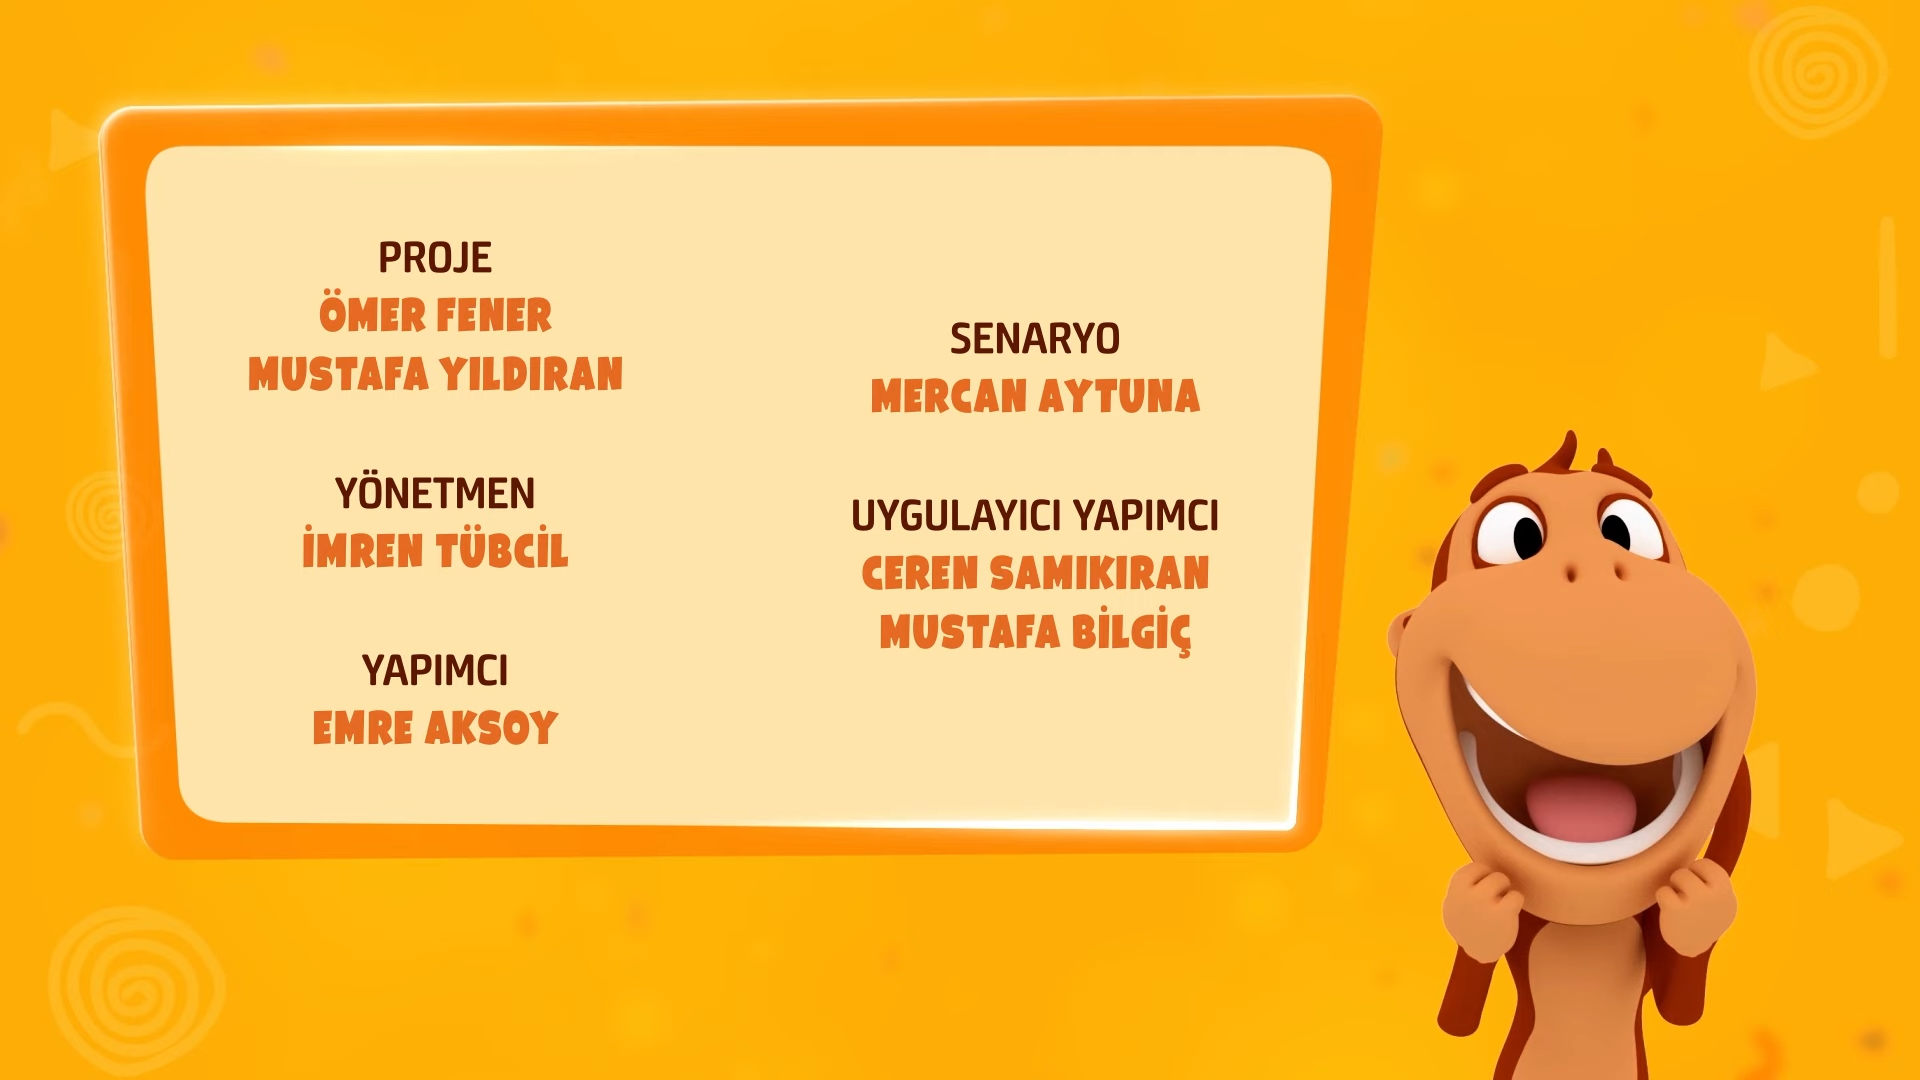 PROJE
ÖMER FENER
MUSTAFA YILDIRAN
YÖNETMEN
İMREN TÜBCİL
YAPIMCI
EMRE AKSOY
SENARYO
MERCAN AYTUNA
UYGULAYICI YAPIMCI
CEREN SAMIKIRAN
MUSTAFA BİLGİÇ